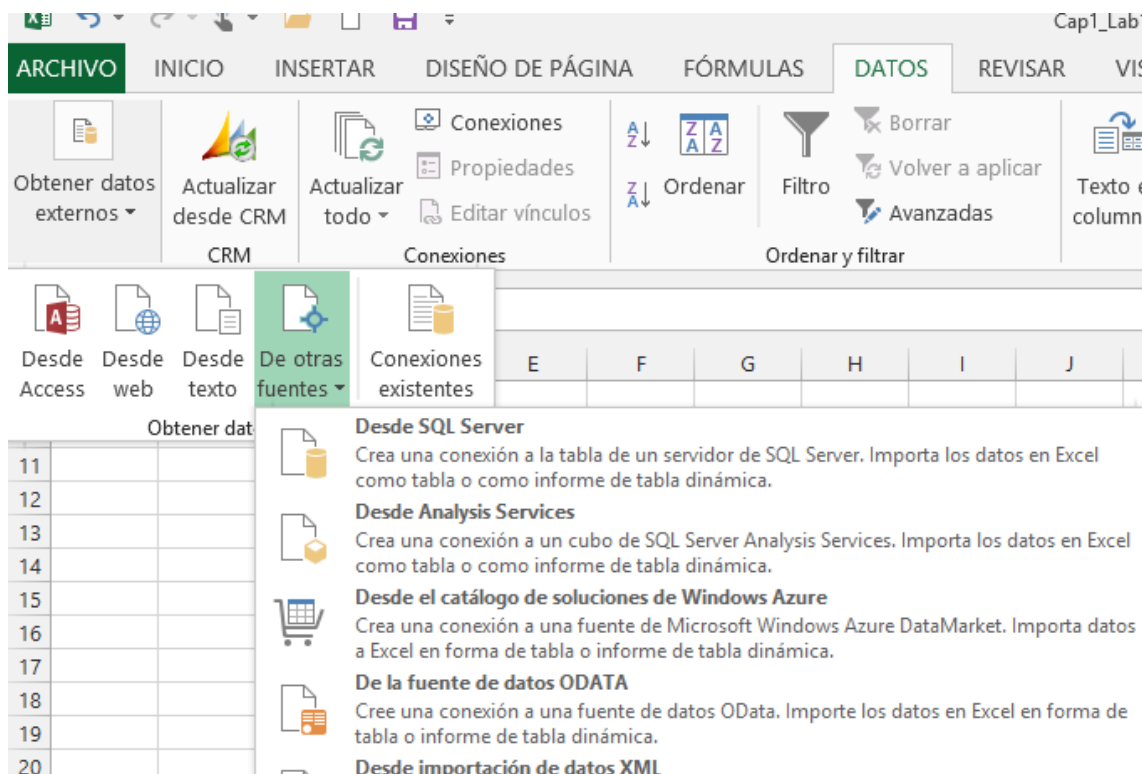 Cap1_Lab1
ARCHIVO INICIO INSERTAR DISEÑO DE PÁGINA FÓRMULAS DATOS REVISAR
Obtener datos externos
Actualizar desde CRM
CRM
Actualizar todo
Conexiones
Propiedades
Editar vínculos
Conexiones
Ordenar
Filtro
Borrar
Volver a aplicar
Avanzadas
Ordenar y filtrar
Texto
column
Desde Access
Desde web
Desde texto
De otras fuentes
Conexiones existentes
Obtener dat
E F G H I J
Desde SQL Server
Crea una conexión a la tabla de un servidor de SQL Server. Importa los datos en Excel
como tabla o como informe de tabla dinámica.
Desde Analysis Services
Crea una conexión a un cubo de SQL Server Analysis Services. Importa los datos en Excel
como tabla o como informe de tabla dinámica.
Desde el catálogo de soluciones de Windows Azure
Crea una conexión a una fuente de Microsoft Windows Azure DataMarket. Importa datos
a Excel en forma de tabla o informe de tabla dinámica.
De la fuente de datos ODATA
Cree una conexión a una fuente de datos OData. Importe los datos en Excel en forma de
tabla o informe de tabla dinámica.
Desde importación de datos XML
11
12
13
14
15
16
17
18
19
20